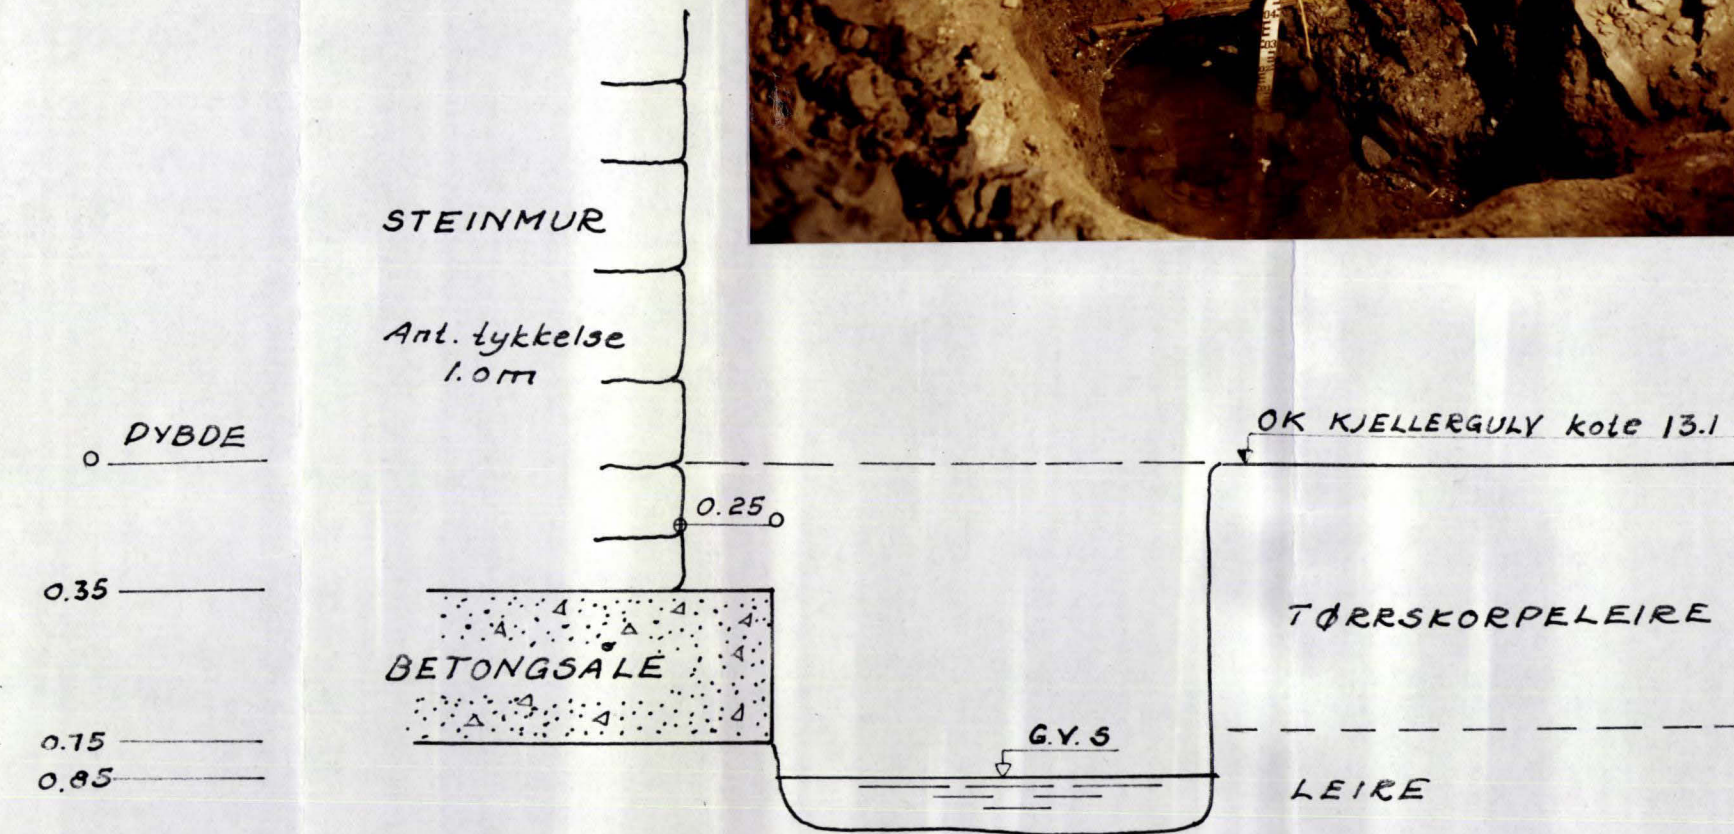 STEINMUR
Ant. tykkelse
1.0m
DYBDE
0
OK KJELLERGULV kote 13.1
0.25
0.35
TØRRSKORPELEIRE
BETONGSÅLE
0.75
G.V.S
0.85
LEIRE